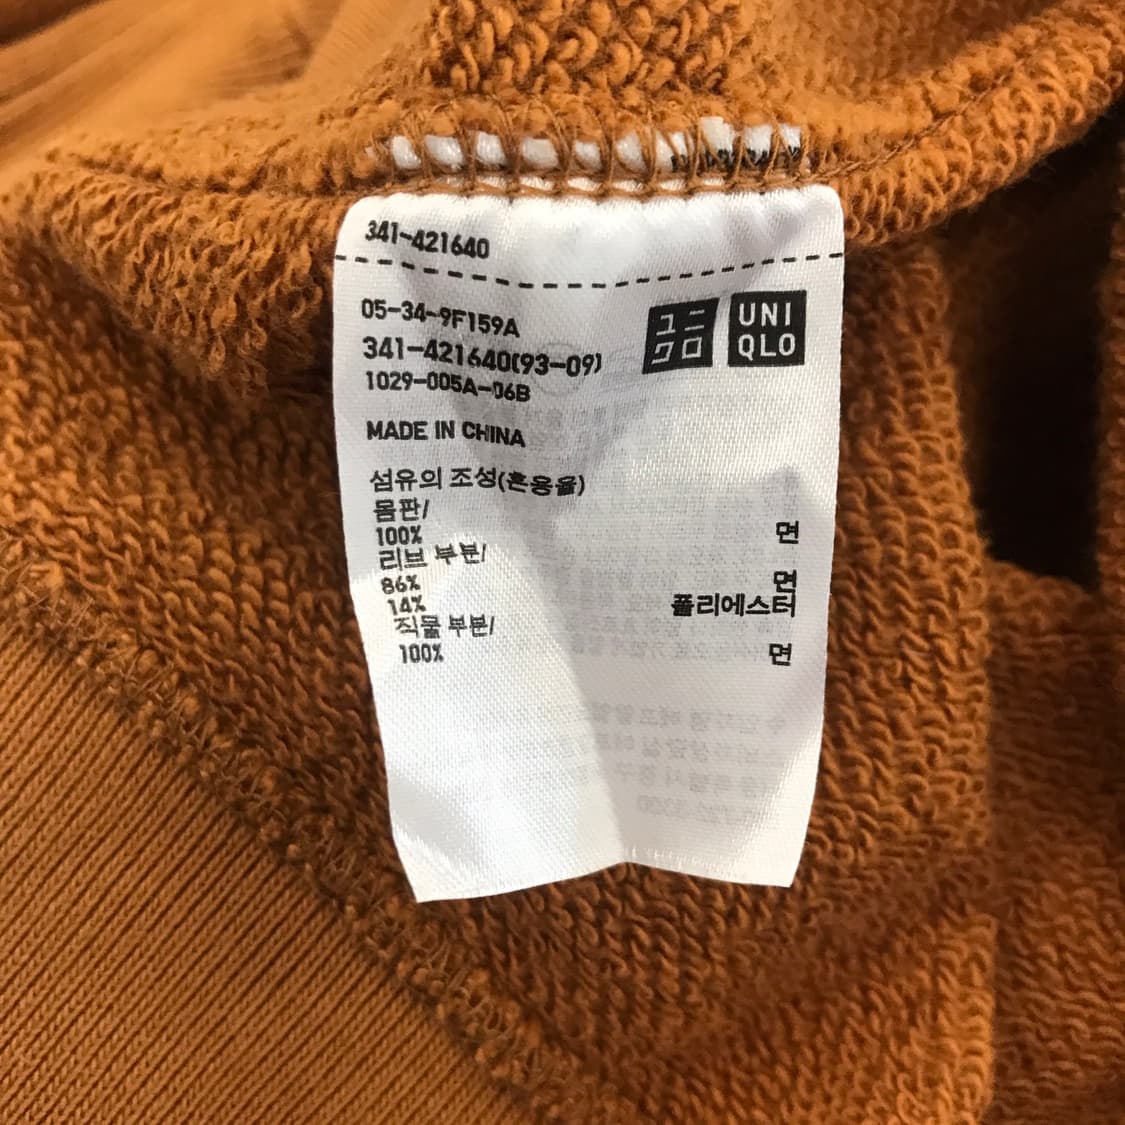 341-421640
05-34-9F159A
341-421640(93-09)
1029-005A-06B
ユニ
クロ
UNI
QLO
MADE IN CHINA
섬유의 조성(혼용율)
몸판/
100% 면
리브 부분/
86% 면
14% 폴리에스터
직물 부분/
100% 면